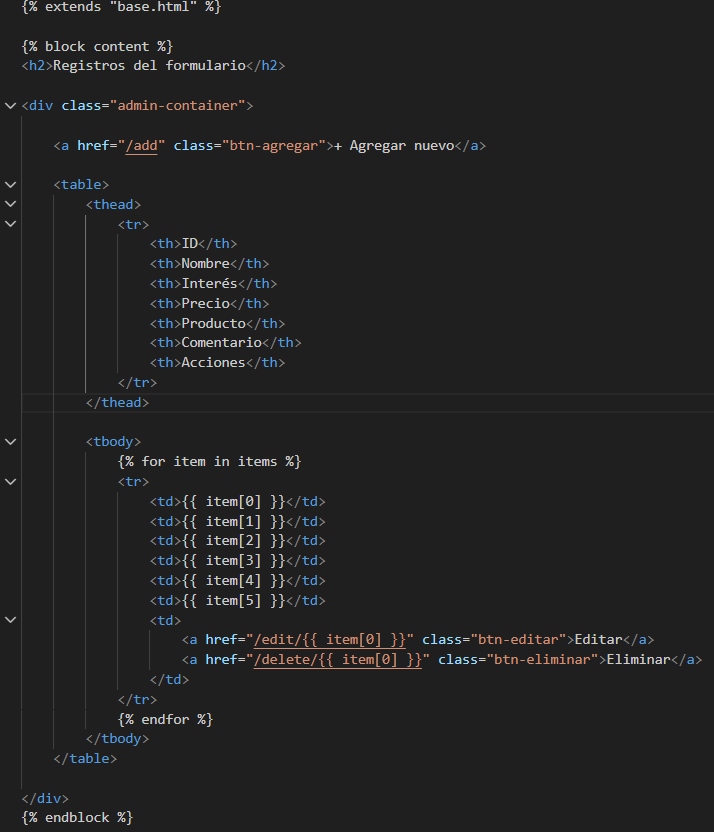 {% extends "base.html" %}
{% block content %}
<h2>Registros del formulario</h2>
<div class="admin-container">
<a href="/add" class="btn-agregar">+ Agregar nuevo</a>
<table>
<thead>
<tr>
<th>ID</th>
<th>Nombre</th>
<th>Interés</th>
<th>Precio</th>
<th>Producto</th>
<th>Comentario</th>
<th>Acciones</th>
</tr>
</thead>
<tbody>
{% for item in items %}
<tr>
<td>{{ item[0] }}</td>
<td>{{ item[1] }}</td>
<td>{{ item[2] }}</td>
<td>{{ item[3] }}</td>
<td>{{ item[4] }}</td>
<td>{{ item[5] }}</td>
<td>
<a href="/edit/{{ item[0] }}" class="btn-editar">Editar</a>
<a href="/delete/{{ item[0] }}" class="btn-eliminar">Eliminar</a>
</td>
</tr>
{% endfor %}
</tbody>
</table>
</div>
{% endblock %}